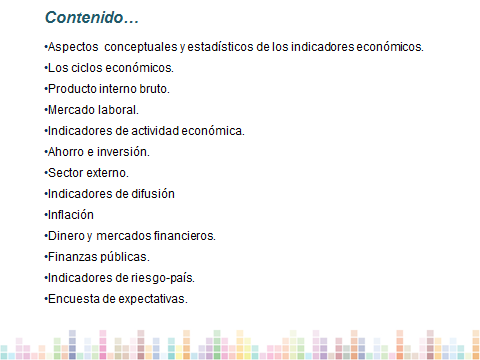 Contenido…
•Aspectos conceptuales y estadísticos de los indicadores económicos.
•Los ciclos económicos.
•Producto interno bruto.
•Mercado laboral.
•Indicadores de actividad económica.
•Ahorro e inversión.
•Sector externo.
•Indicadores de difusión
•Inflación
•Dinero y mercados financieros.
•Finanzas públicas.
•Indicadores de riesgo-país.
•Encuesta de expectativas.